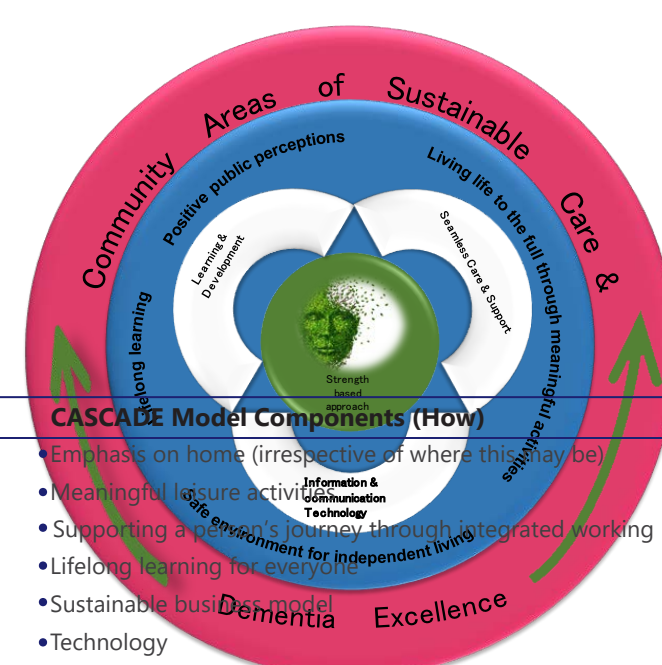 Community Areas of Sustainable Care &
Dementia Excellence
Positive public perceptions
Living life to the full through meaningful activities
Lifelong learning
Safe environment for independent living
Learning &
Development
Seamless Care & Support
Strength
based
approach
Information &
communication
Technology
CASCADE Model Components (How)
•Emphasis on home (irrespective of where this may be)
•Meaningful leisure activities
•Supporting a person's journey through integrated working
•Lifelong learning for everyone
•Sustainable business model
•Technology